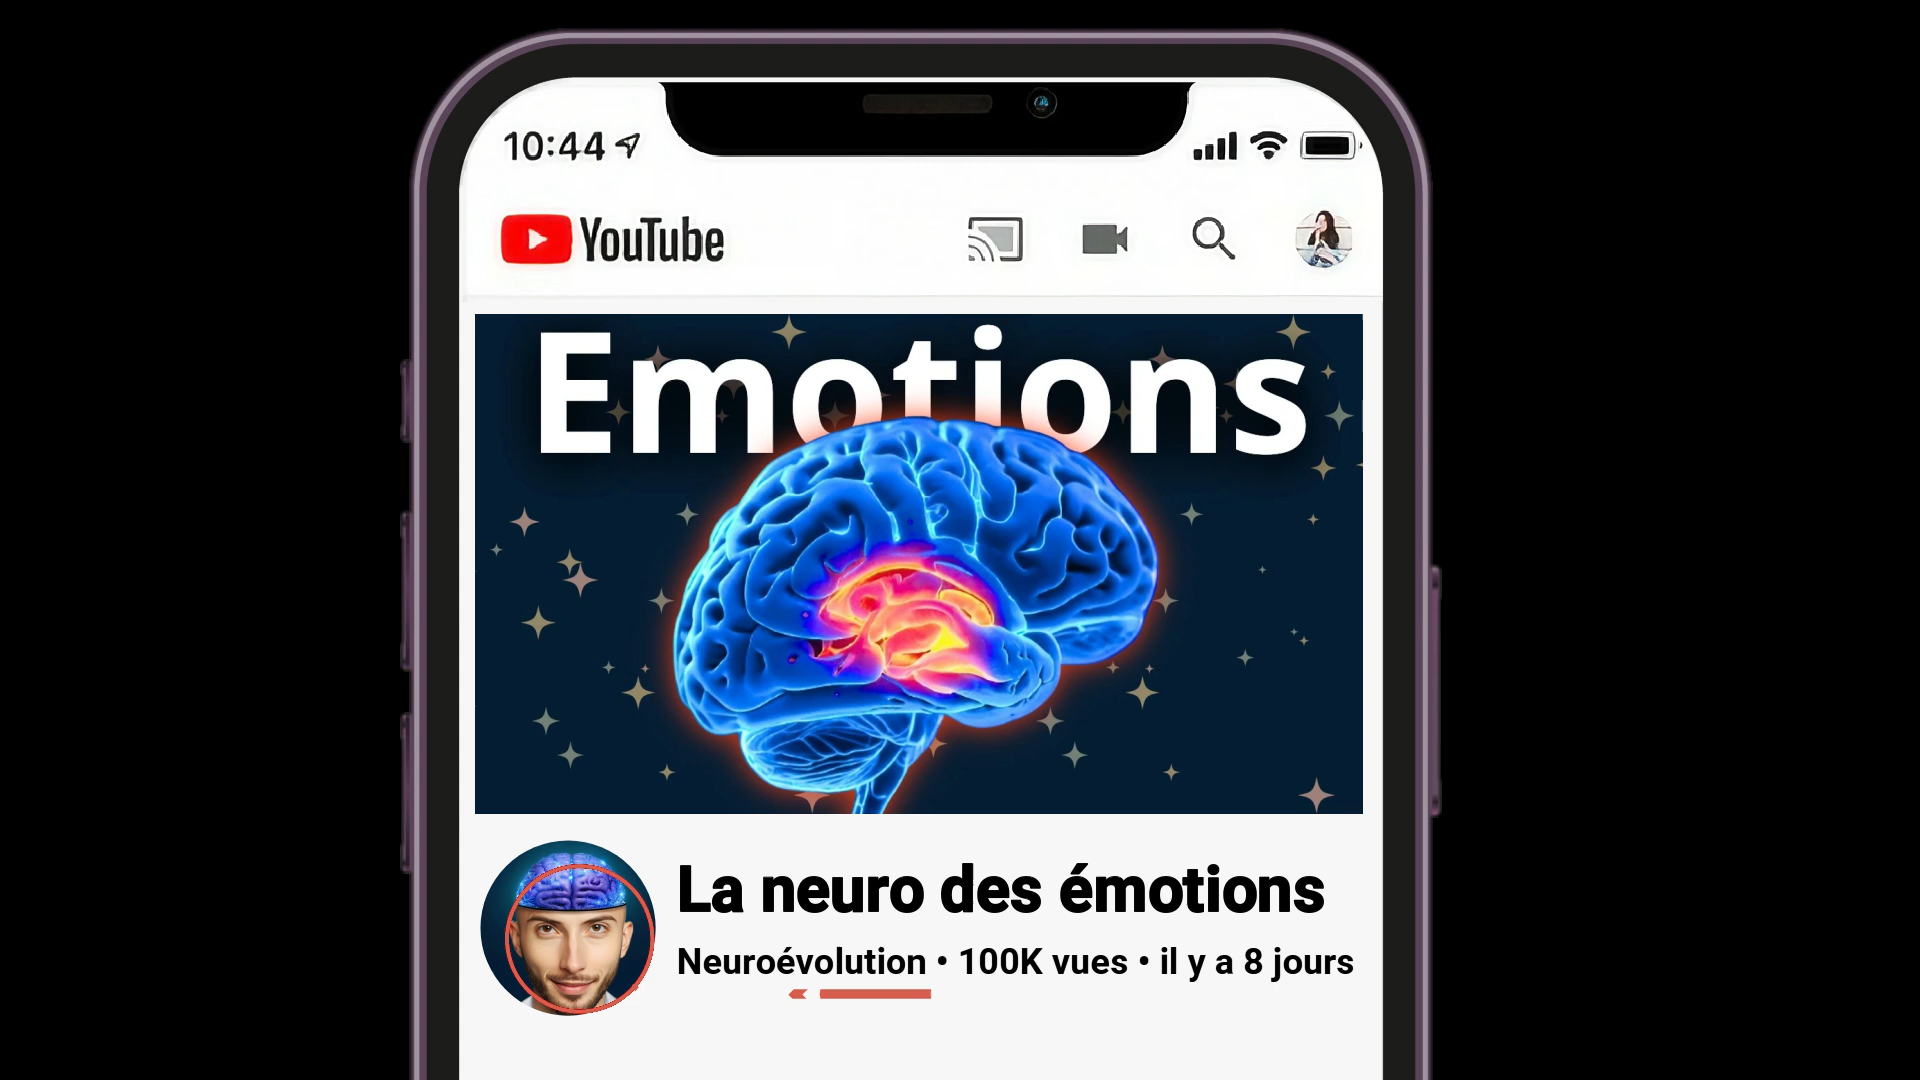 10:44
YouTube
Emotions
La neuro des émotions
Neuroévolution • 100K vues • il y a 8 jours